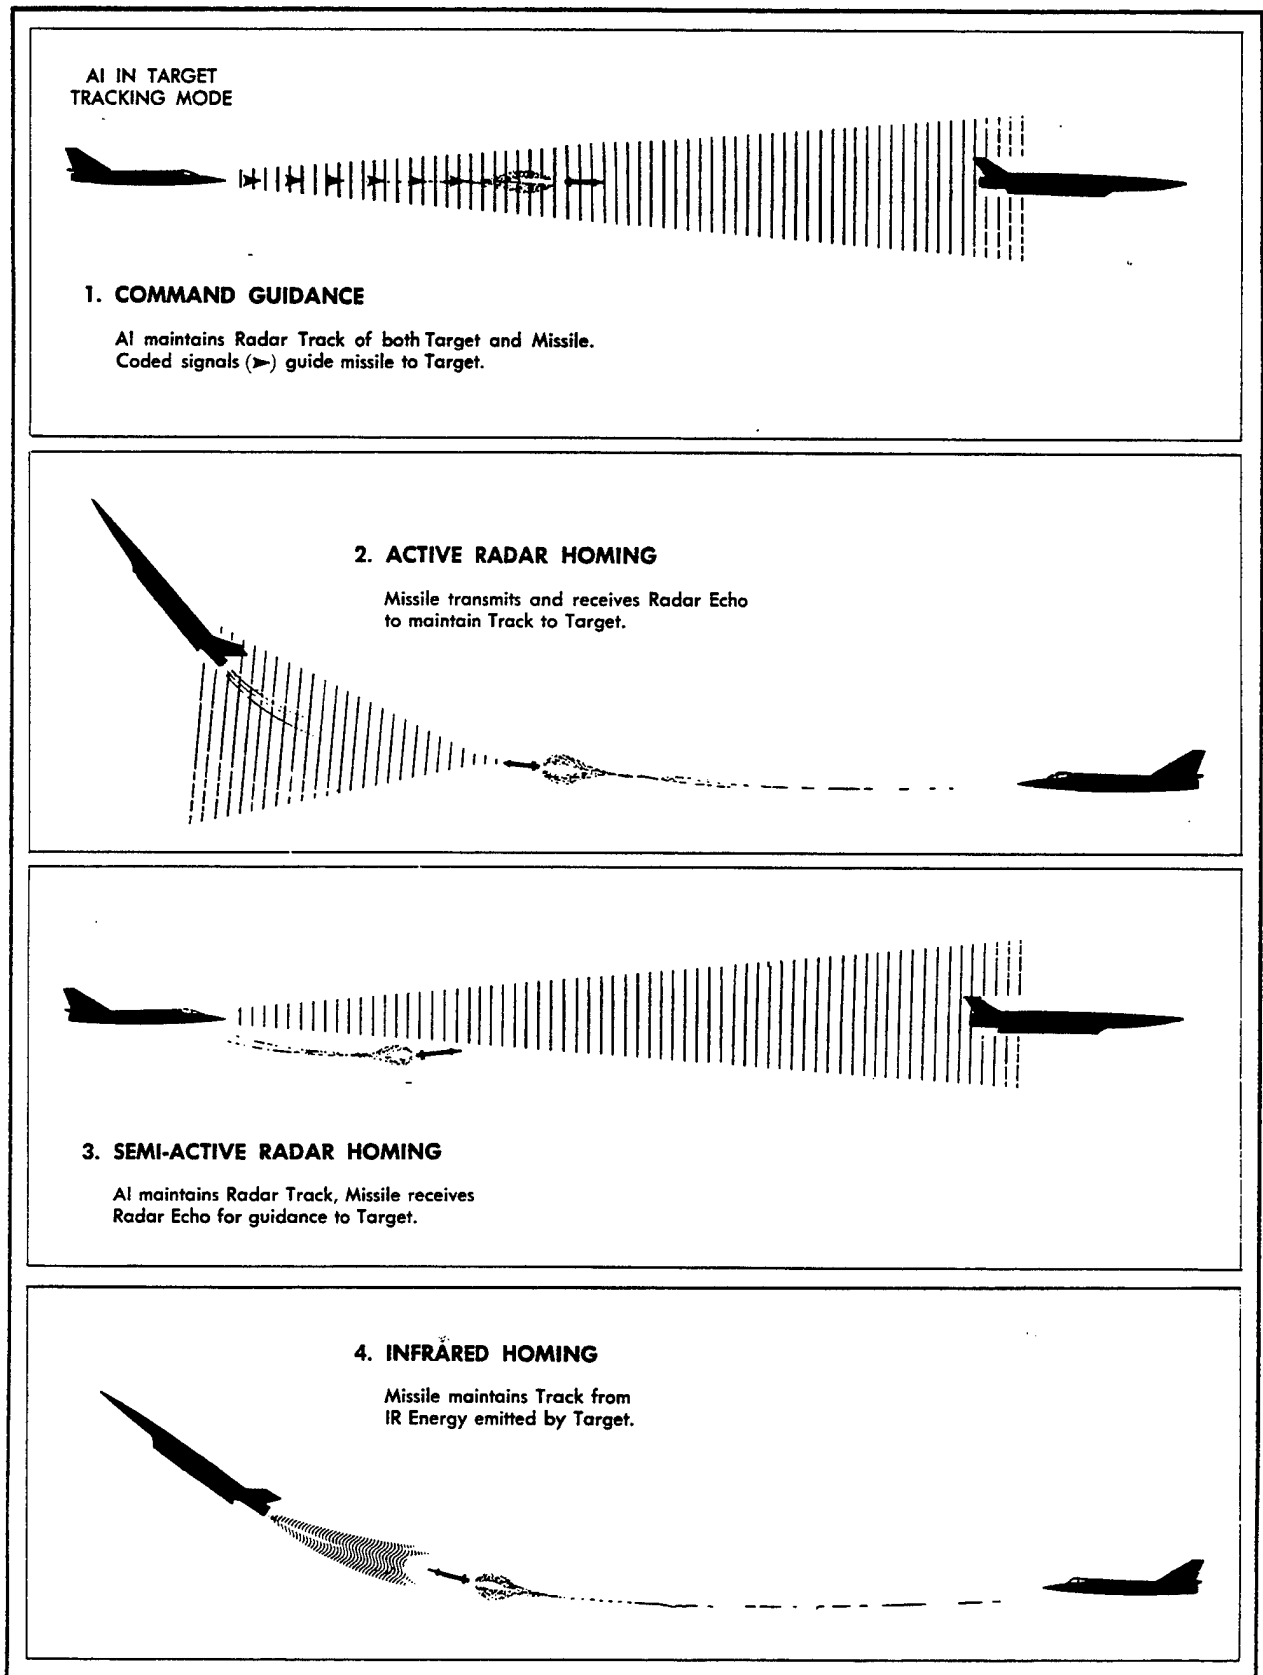 AI IN TARGET
TRACKING MODE
1. COMMAND GUIDANCE
AI maintains Radar Track of both Target and Missile.
Coded signals (➤) guide missile to Target.
2. ACTIVE RADAR HOMING
Missile transmits and receives Radar Echo
to maintain Track to Target.
3. SEMI-ACTIVE RADAR HOMING
AI maintains Radar Track, Missile receives
Radar Echo for guidance to Target.
4. INFRARED HOMING
Missile maintains Track from
IR Energy emitted by Target.